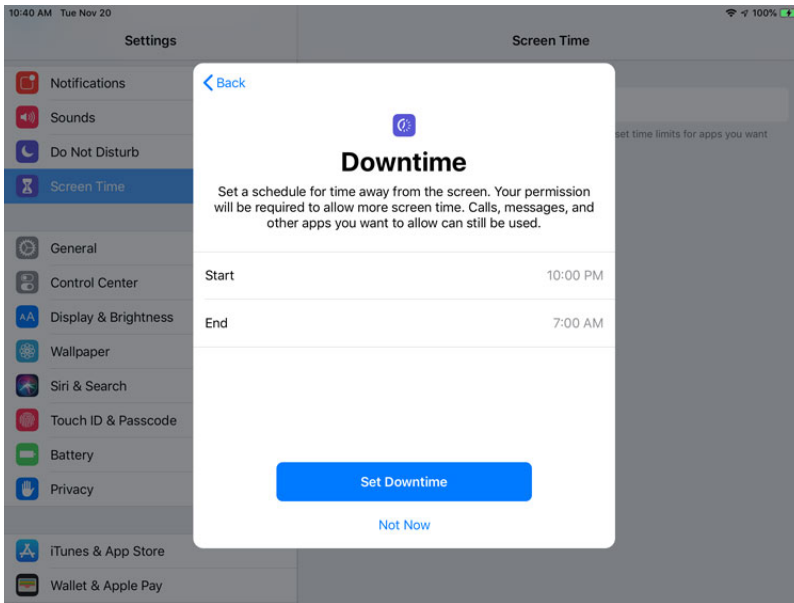 10:40 AM Tue Nov 20
100%
Settings
Screen Time
Notifications
Sounds
Do Not Disturb
Screen Time
General
Control Center
AA
Display & Brightness
Wallpaper
Siri & Search
Touch ID & Passcode
Battery
Privacy
iTunes & App Store
Wallet & Apple Pay
set time limits for apps you want
Back
Downtime
Set a schedule for time away from the screen. Your permission
will be required to allow more screen time. Calls, messages, and
other apps you want to allow can still be used.
Start 10:00 PM
End 7:00 AM
Set Downtime
Not Now